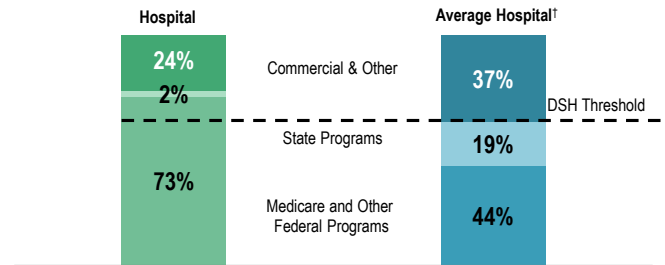 Hospital
Average Hospital†
24%
Commercial & Other
37%
2%
DSH Threshold
State Programs
19%
73%
Medicare and Other
Federal Programs
44%